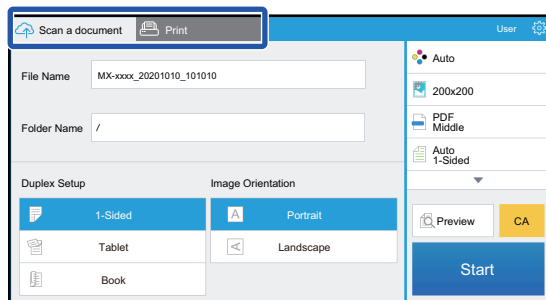 Scan a document
Print
User
File Name
MX-xxxx_20201010_101010
Folder Name
/
Duplex Setup
Image Orientation
1-Sided
Portrait
Tablet
Landscape
Book
Auto
200x200
PDF
Middle
Auto
1-Sided
Preview
CA
Start